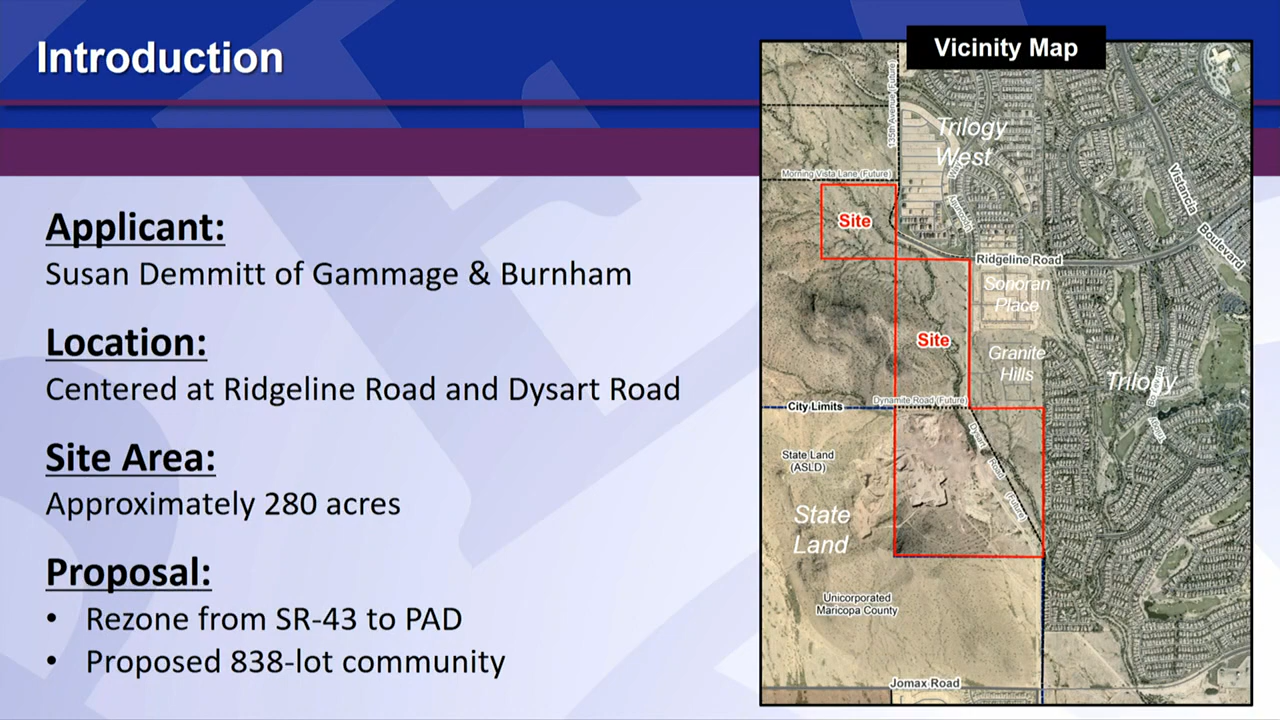 Introduction
Applicant:
Susan Demmitt of Gammage & Burnham
Location:
Centered at Ridgeline Road and Dysart Road
Site Area:
Approximately 280 acres
Proposal:
• Rezone from SR-43 to PAD
• Proposed 838-lot community
Vicinity Map
135th Avenue (Future)
Trilogy
West
Morning Vista Lane (Future)
Vistancia
Boulevard
Site
Ridgeline Road
Sonoran
Place
Site
Granite
Hills
Trilogy
Dynamite Road (Future)
City Limits
Dysart Road (Future)
State Land
(ASLD)
State
Land
Unicorporated
Maricopa County
Jomax Road